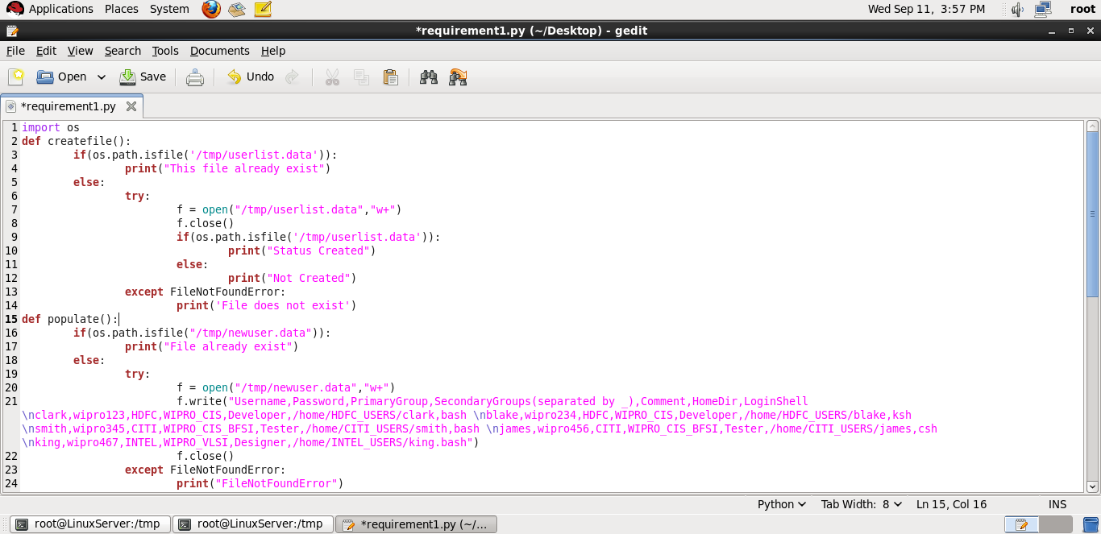 Applications Places System Wed Sep 11, 3:57 PM root
*requirement1.py (~/Desktop) - gedit
File Edit View Search Tools Documents Help
Open Save Undo
*requirement1.py
1 import os
2 def createfile():
3 if(os.path.isfile('/tmp/userlist.data')):
4 print("This file already exist")
5 else:
6 try:
7 f = open("/tmp/userlist.data","w+")
8 f.close()
9 if(os.path.isfile('/tmp/userlist.data')):
10 print("Status Created")
11 else:
12 print("Not Created")
13 except FileNotFoundError:
14 print('File does not exist')
15 def populate():
16 if(os.path.isfile("/tmp/newuser.data")):
17 print("File already exist")
18 else:
19 try:
20 f = open("/tmp/newuser.data","w+")
21 f.write("Username,Password,PrimaryGroup,SecondaryGroups(separated by _),Comment,HomeDir,LoginShell
\nclark,wipro123,HDFC,WIPRO_CIS,Developer,/home/HDFC_USERS/clark,bash \nblake,wipro234,HDFC,WIPRO_CIS,Developer,/home/HDFC_USERS/blake,ksh
\nsmith,wipro345,CITI,WIPRO_CIS_BFSI,Tester,/home/CITI_USERS/smith,bash \njames,wipro456,CITI,WIPRO_CIS_BFSI,Tester,/home/CITI_USERS/james,csh
\nking,wipro467,INTEL,WIPRO_VLSI,Designer,/home/INTEL_USERS/king.bash")
22 f.close()
23 except FileNotFoundError:
24 print("FileNotFoundError")
Python Tab Width: 8 Ln 15, Col 16 INS
root@LinuxServer:/tmp root@LinuxServer:/tmp *requirement1.py (~/...